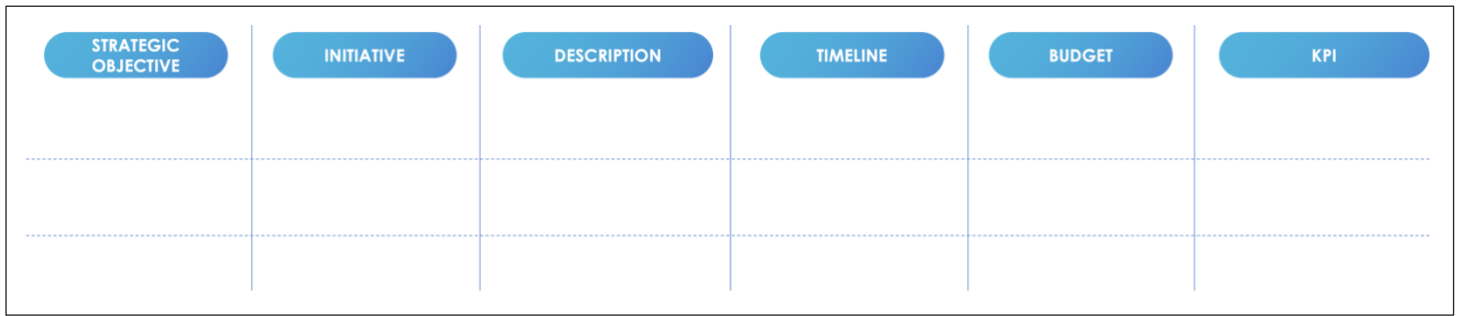 STRATEGIC
OBJECTIVE
INITIATIVE
DESCRIPTION
TIMELINE
BUDGET
KPI